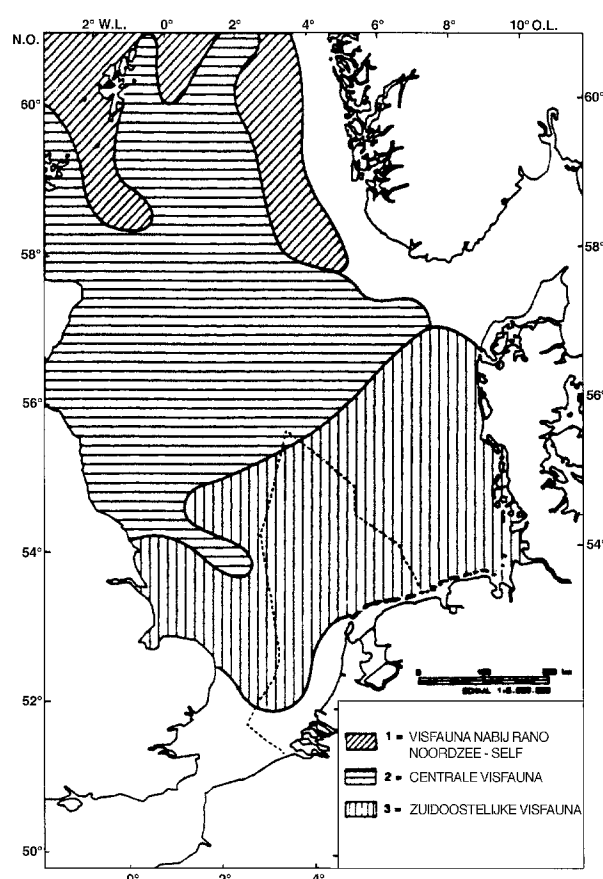 2° W.L. 0° 2° 4° 6° 8° 10° O.L.
N.O.
60° 60°
58° 58°
56° 56°
54° 54°
52°
50°
0° 2° 4°
1 = VISFAUNA NABIJ RANO
NOORDZEE - SELF
2 = CENTRALE VISFAUNA
3 = ZUIDOOSTELIJKE VISFAUNA